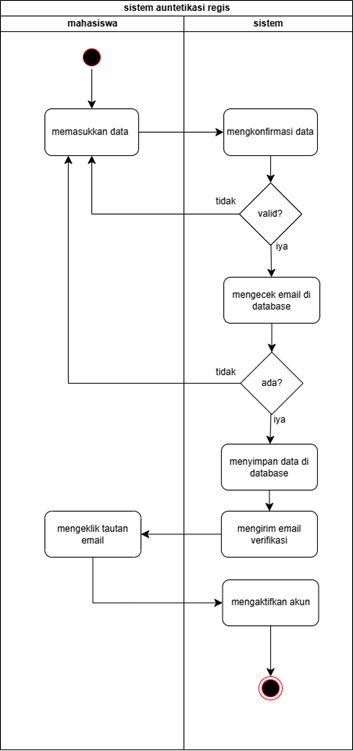 sistem auntetikasi regis
mahasiswa
sistem
memasukkan data
mengkonfirmasi data
tidak
valid?
iya
mengecek email di
database
tidak
ada?
iya
menyimpan data di
database
mengeklik tautan
email
mengirim email
verifikasi
mengaktifkan akun